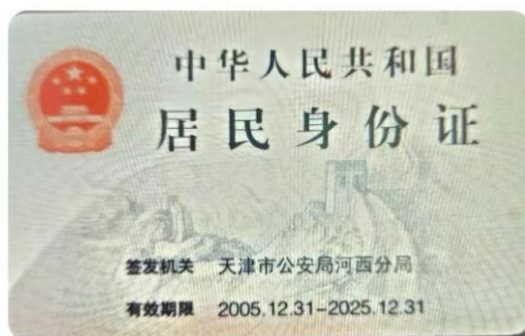 中华人民共和国
居民身份证
签发机关 天津市公安局河西分局
有效期限 2005.12.31-2025.12.31